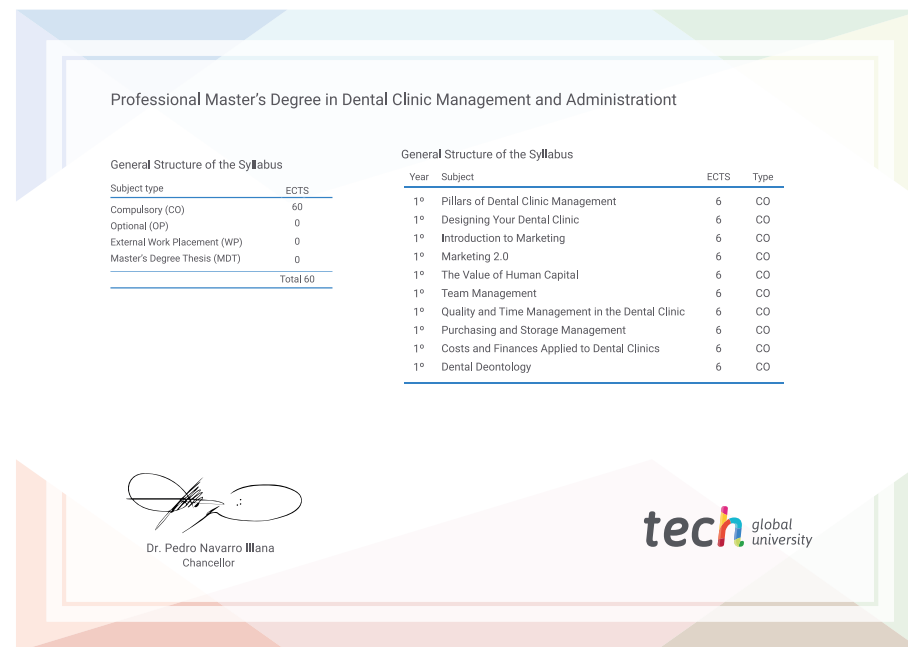 Professional Master's Degree in Dental Clinic Management and Administrationt
General Structure of the Syllabus
Subject type ECTS
Compulsory (CO) 60
Optional (OP) 0
External Work Placement (WP) 0
Master's Degree Thesis (MDT) 0
Total 60
General Structure of the Syllabus
Year Subject ECTS Type
1º Pillars of Dental Clinic Management 6 CO
1º Designing Your Dental Clinic 6 CO
1º Introduction to Marketing 6 CO
1º Marketing 2.0 6 CO
1º The Value of Human Capital 6 CO
1º Team Management 6 CO
1º Quality and Time Management in the Dental Clinic 6 CO
1º Purchasing and Storage Management 6 CO
1º Costs and Finances Applied to Dental Clinics 6 CO
1º Dental Deontology 6 CO
Dr. Pedro Navarro Illana
Chancellor
tech global
university